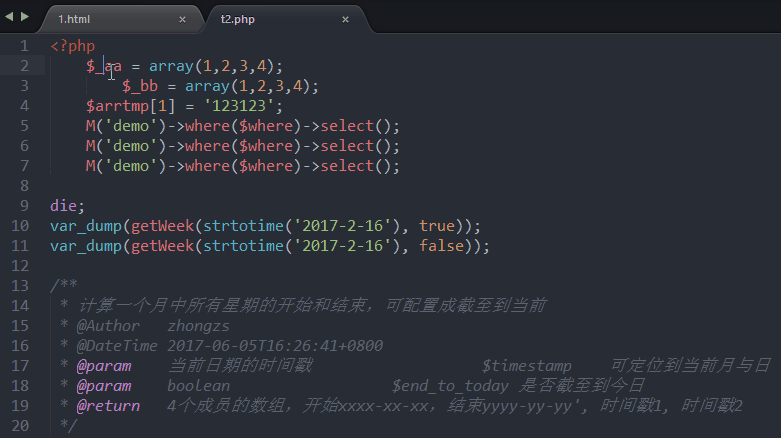 1.html ×
t2.php ×
1 <?php
2     $_aa = array(1,2,3,4);
3         $_bb = array(1,2,3,4);
4     $arrtmp[1] = '123123';
5     M('demo')->where($where)->select();
6     M('demo')->where($where)->select();
7     M('demo')->where($where)->select();
8
9 die;
10 var_dump(getWeek(strtotime('2017-2-16'), true));
11 var_dump(getWeek(strtotime('2017-2-16'), false));
12
13 /**
14  * 计算一个月中所有星期的开始和结束，可配置成截至到当前
15  * @Author   zhongzs
16  * @DateTime 2017-06-05T16:26:41+0800
17  * @param    当前日期的时间戳                   $timestamp    可定位到当前月与日
18  * @param    boolean                  $end_to_today 是否截至到今日
19  * @return   4个成员的数组，开始xxxx-xx-xx，结束yyyy-yy-yy', 时间戳1, 时间戳2
20  */